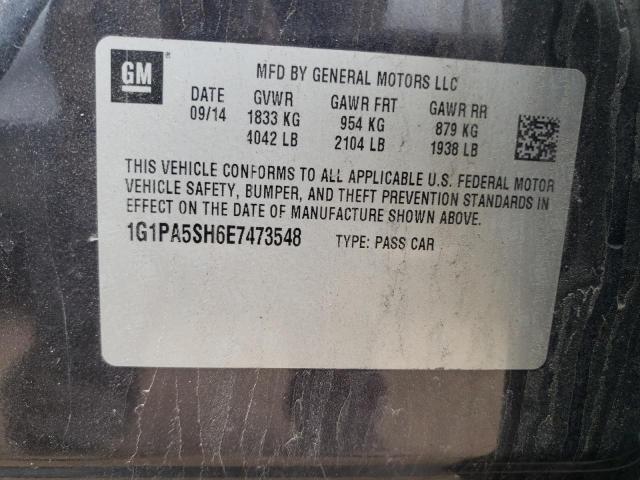 GM
MFD BY GENERAL MOTORS LLC
DATE GVWR GAWR FRT GAWR RR
09/14 1833 KG 954 KG 879 KG
4042 LB 2104 LB 1938 LB
THIS VEHICLE CONFORMS TO ALL APPLICABLE U.S. FEDERAL MOTOR
VEHICLE SAFETY, BUMPER, AND THEFT PREVENTION STANDARDS IN
EFFECT ON THE DATE OF MANUFACTURE SHOWN ABOVE.
1G1PA5SH6E7473548 TYPE: PASS CAR